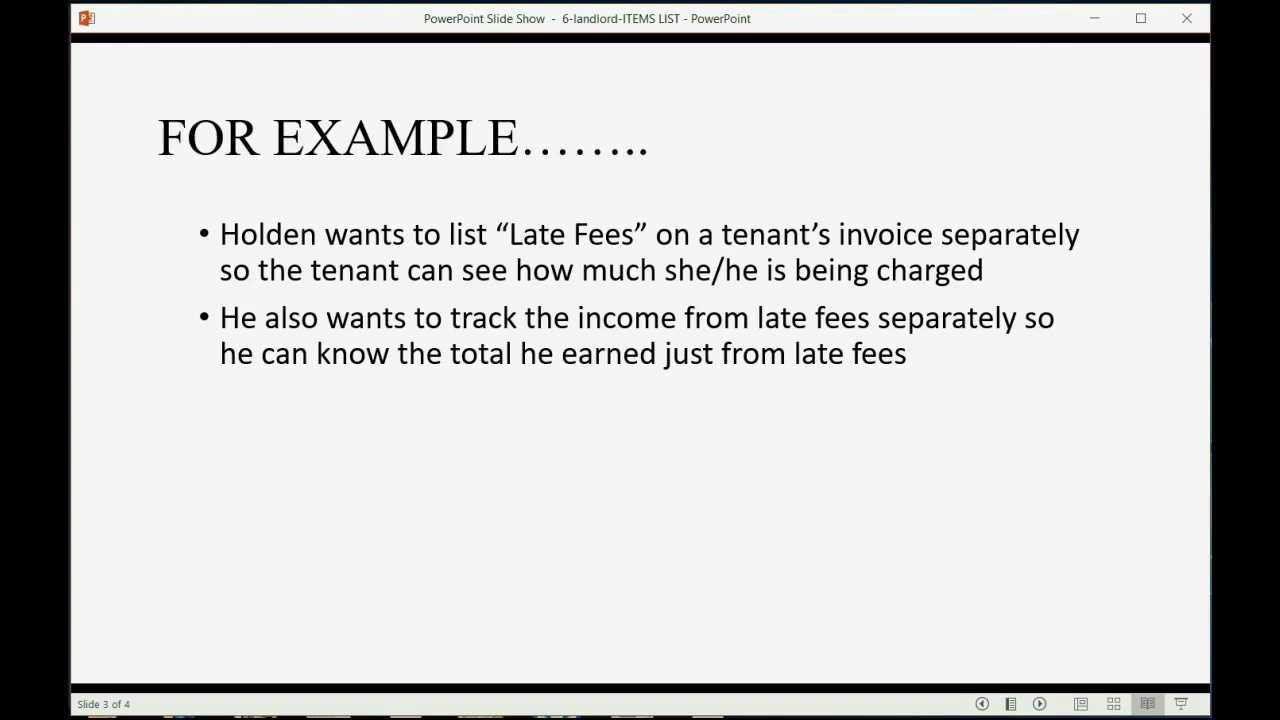 PowerPoint Slide Show - 6-landlord-ITEMS LIST - PowerPoint
FOR EXAMPLE……..
• Holden wants to list “Late Fees” on a tenant’s invoice separately
so the tenant can see how much she/he is being charged
• He also wants to track the income from late fees separately so
he can know the total he earned just from late fees
Slide 3 of 4